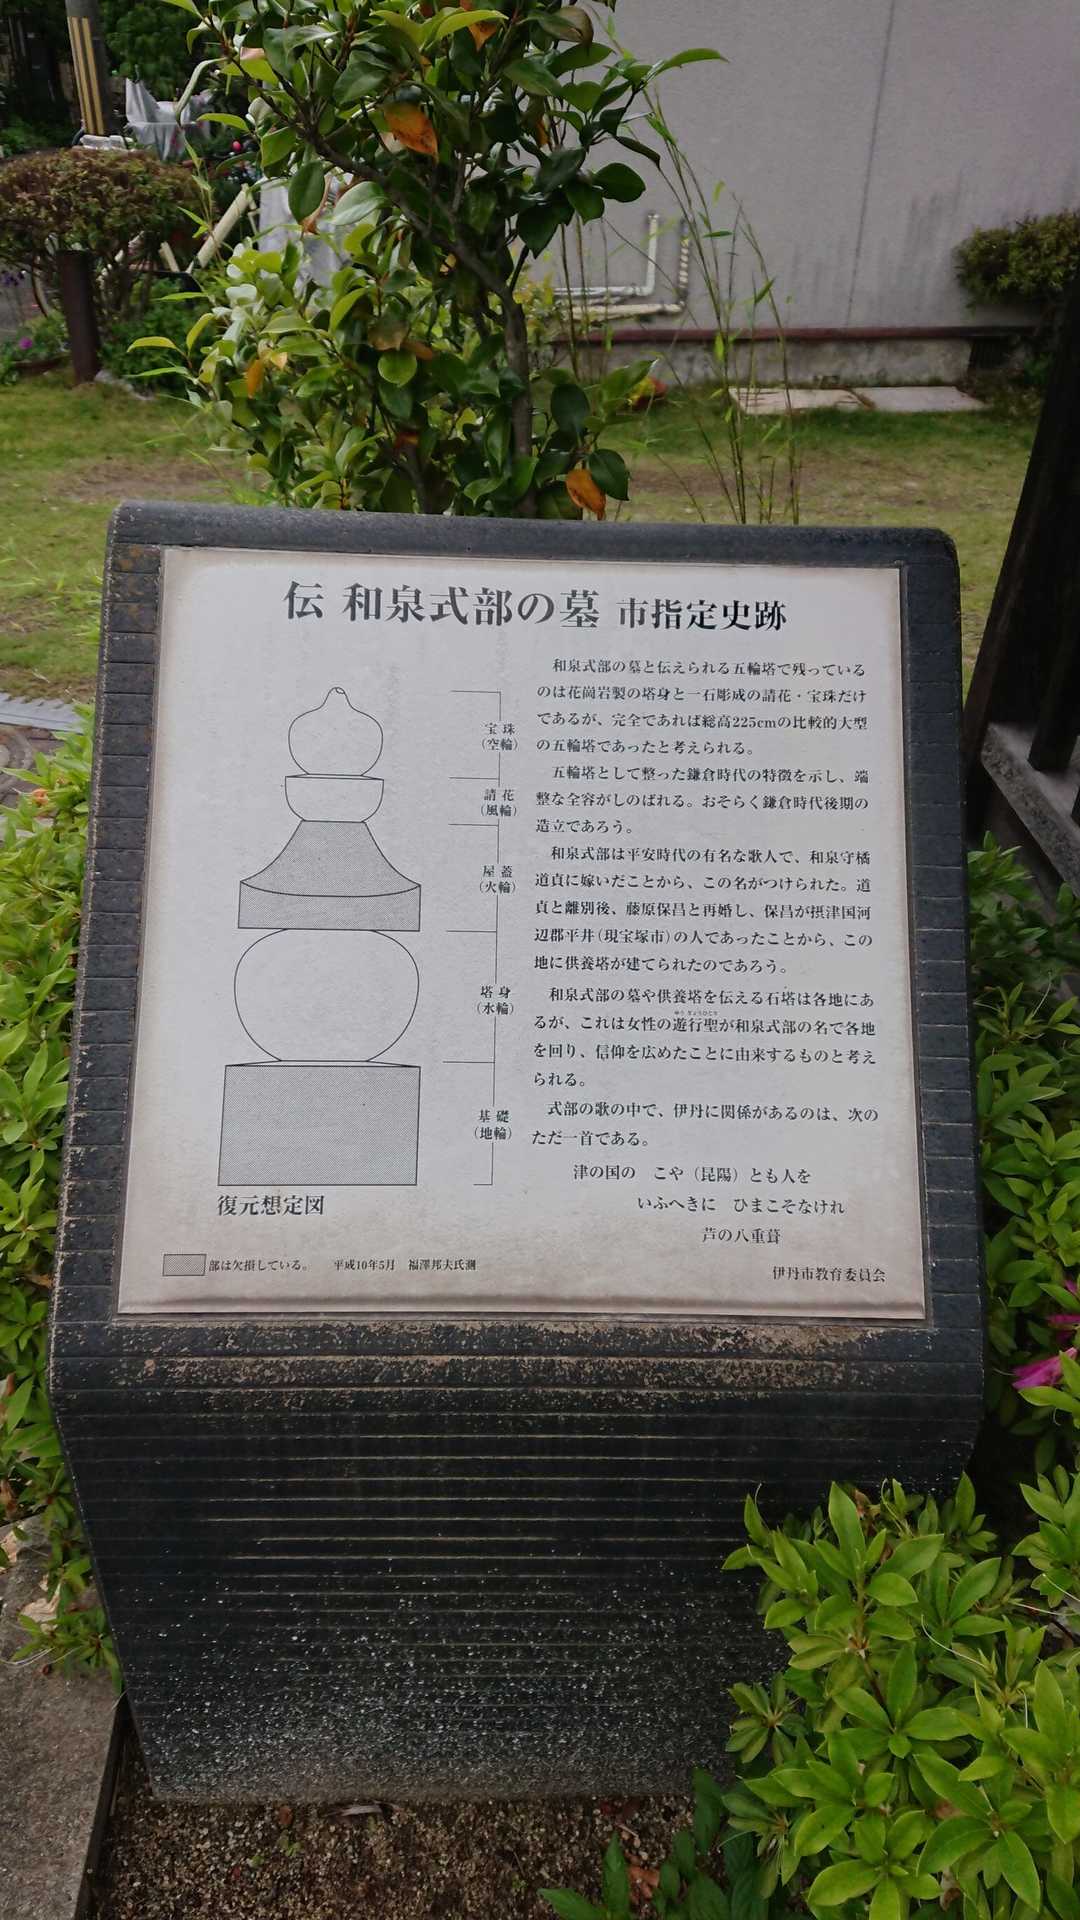 伝 和泉式部の墓 市指定史跡
和泉式部の墓と伝えられる五輪塔で残っている
のは花崗岩製の塔身と一石彫成の請花・宝珠だけ
であるが、完全であれば総高225cmの比較的大型
の五輪塔であったと考えられる。
五輪塔として整った鎌倉時代の特徴を示し、端
整な全容がしのばれる。おそらく鎌倉時代後期の
造立であろう。
和泉式部は平安時代の有名な歌人で、和泉守橘
道貞に嫁いだことから、この名がつけられた。道
貞と離別後、藤原保昌と再婚し、保昌が摂津国河
辺郡平井（現宝塚市）の人であったことから、この
地に供養塔が建てられたのであろう。
和泉式部の墓や供養塔を伝える石塔は各地にあ
るが、これは女性の遊行聖が和泉式部の名で各地
ゆうぎょうひじり
を回り、信仰を広めたことに由来するものと考え
られる。
式部の歌の中で、伊丹に関係があるのは、次の
ただ一首である。
津の国の こや（昆陽）とも人を
いふへきに ひまこそなけれ
芦の八重葺
伊丹市教育委員会
宝珠
（空輪）
請花
（風輪）
屋蓋
（火輪）
塔身
（水輪）
基礎
（地輪）
復元想定図
部は欠損している。 平成10年5月 福澤邦夫氏測